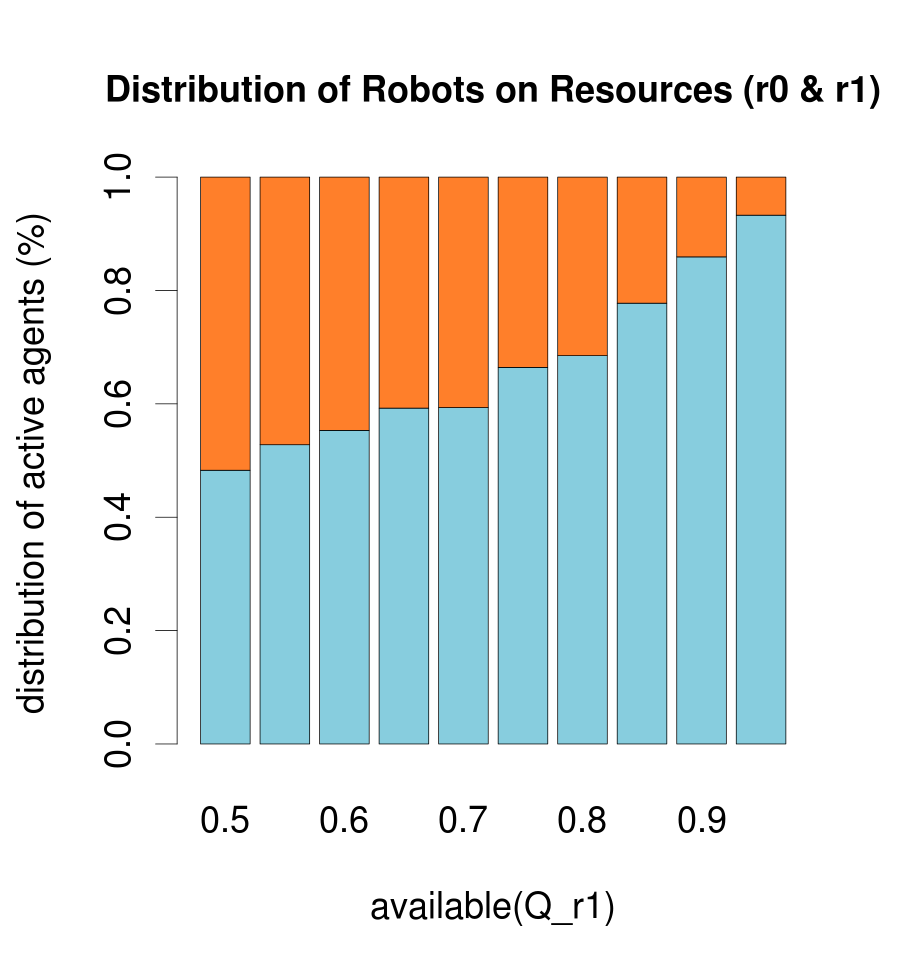 Distribution of Robots on Resources (r0 & r1)
distribution of active agents (%)
1.0
0.8
0.6
0.4
0.2
0.0
0.5 0.6 0.7 0.8 0.9
available(Q_r1)